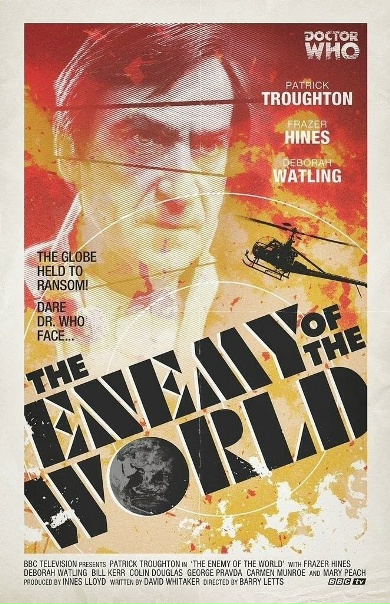 DOCTOR
WHO
PATRICK
TROUGHTON
FRAZER
HINES
DEBORAH
WATLING
THE GLOBE
HELD TO
RANSOM!
DARE
DR. WHO
FACE...
THE
ENEMY
OF
THE
WORLD
BBC TELEVISION PRESENTS PATRICK TROUGHTON IN 'THE ENEMY OF THE WORLD' WITH FRAZER HINES
DEBORAH WATLING BILL KERR COLIN DOUGLAS GEORGE PRAVDA CARMEN MUNROE AND MARY PEACH
PRODUCED BY INNES LLOYD WRITTEN BY DAVID WHITAKER DIRECTED BY BARRY LETTS BBC tv